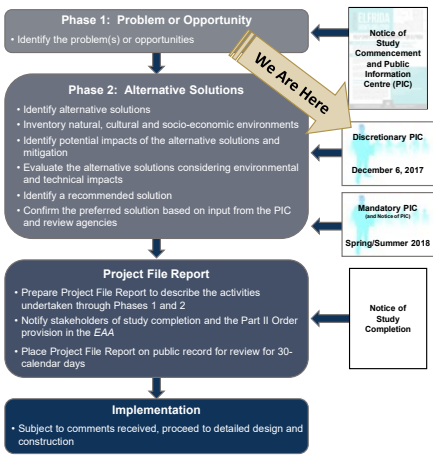 Phase 1: Problem or Opportunity
• Identify the problem(s) or opportunities
Notice of
Study
Commencement
and Public
Information
Centre (PIC)
We Are Here
Phase 2: Alternative Solutions
• Identify alternative solutions
• Inventory natural, cultural and socio-economic environments
• Identify potential impacts of the alternative solutions and
mitigation
• Evaluate the alternative solutions considering environmental
and technical impacts
• Identify a recommended solution
• Confirm the preferred solution based on input from the PIC
and review agencies
Discretionary PIC
December 6, 2017
Mandatory PIC
(and Notice of PIC)
Spring/Summer 2018
Project File Report
• Prepare Project File Report to describe the activities
undertaken through Phases 1 and 2
• Notify stakeholders of study completion and the Part II Order
provision in the EAA
• Place Project File Report on public record for review for 30-
calendar days
Notice of
Study
Completion
Implementation
• Subject to comments received, proceed to detailed design and
construction